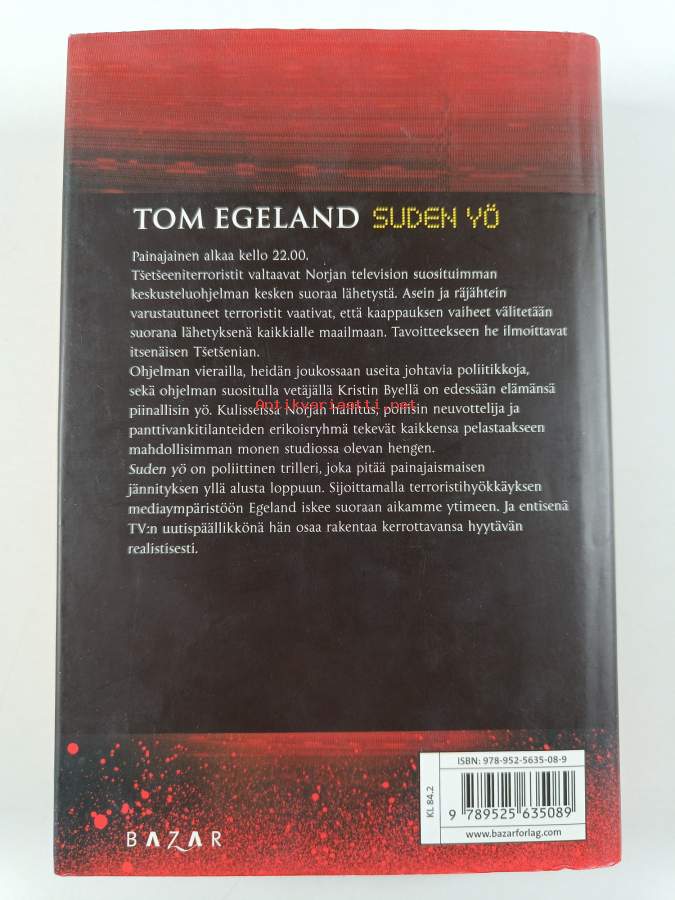 TOM EGELAND SUDEN YÖ
Painajainen alkaa kello 22.00.
Tšetšeeniterroristit valtaavat Norjan television suosituimman
keskusteluohjelman kesken suoraa lähetystä. Asein ja räjähtein
varustautuneet terroristit vaativat, että kaappauksen vaiheet välitetään
suorana lähetyksenä kaikkialle maailmaan. Tavoitteekseen he ilmoittavat
itsenäisen Tšetšenian.
Ohjelman vierailla, heidän joukossaan useita johtavia poliitikkoja,
sekä ohjelman suositulla vetäjällä Kristin Byellä on edessään elämänsä
piinallisin yö. Kulisseissa Norjan hallitus, poliisin neuvottelija ja
Antikvariaatti.net
panttivankitilanteiden erikoisryhmä tekevät kaikkensa pelastaakseen
mahdollisimman monen studiossa olevan hengen.
Suden yö on poliittinen trilleri, joka pitää painajaismaisen
jännityksen yllä alusta loppuun. Sijoittamalla terroristihyökkäyksen
mediaympäristöön Egeland iskee suoraan aikamme ytimeen. Ja entisenä
TV:n uutispäällikkönä hän osaa rakentaa kerrottavansa hyytävän
realistisesti.
ISBN: 978-952-5635-08-9
KL 84.2
9 789525 635089
www.bazarforlag.com
BAZAR